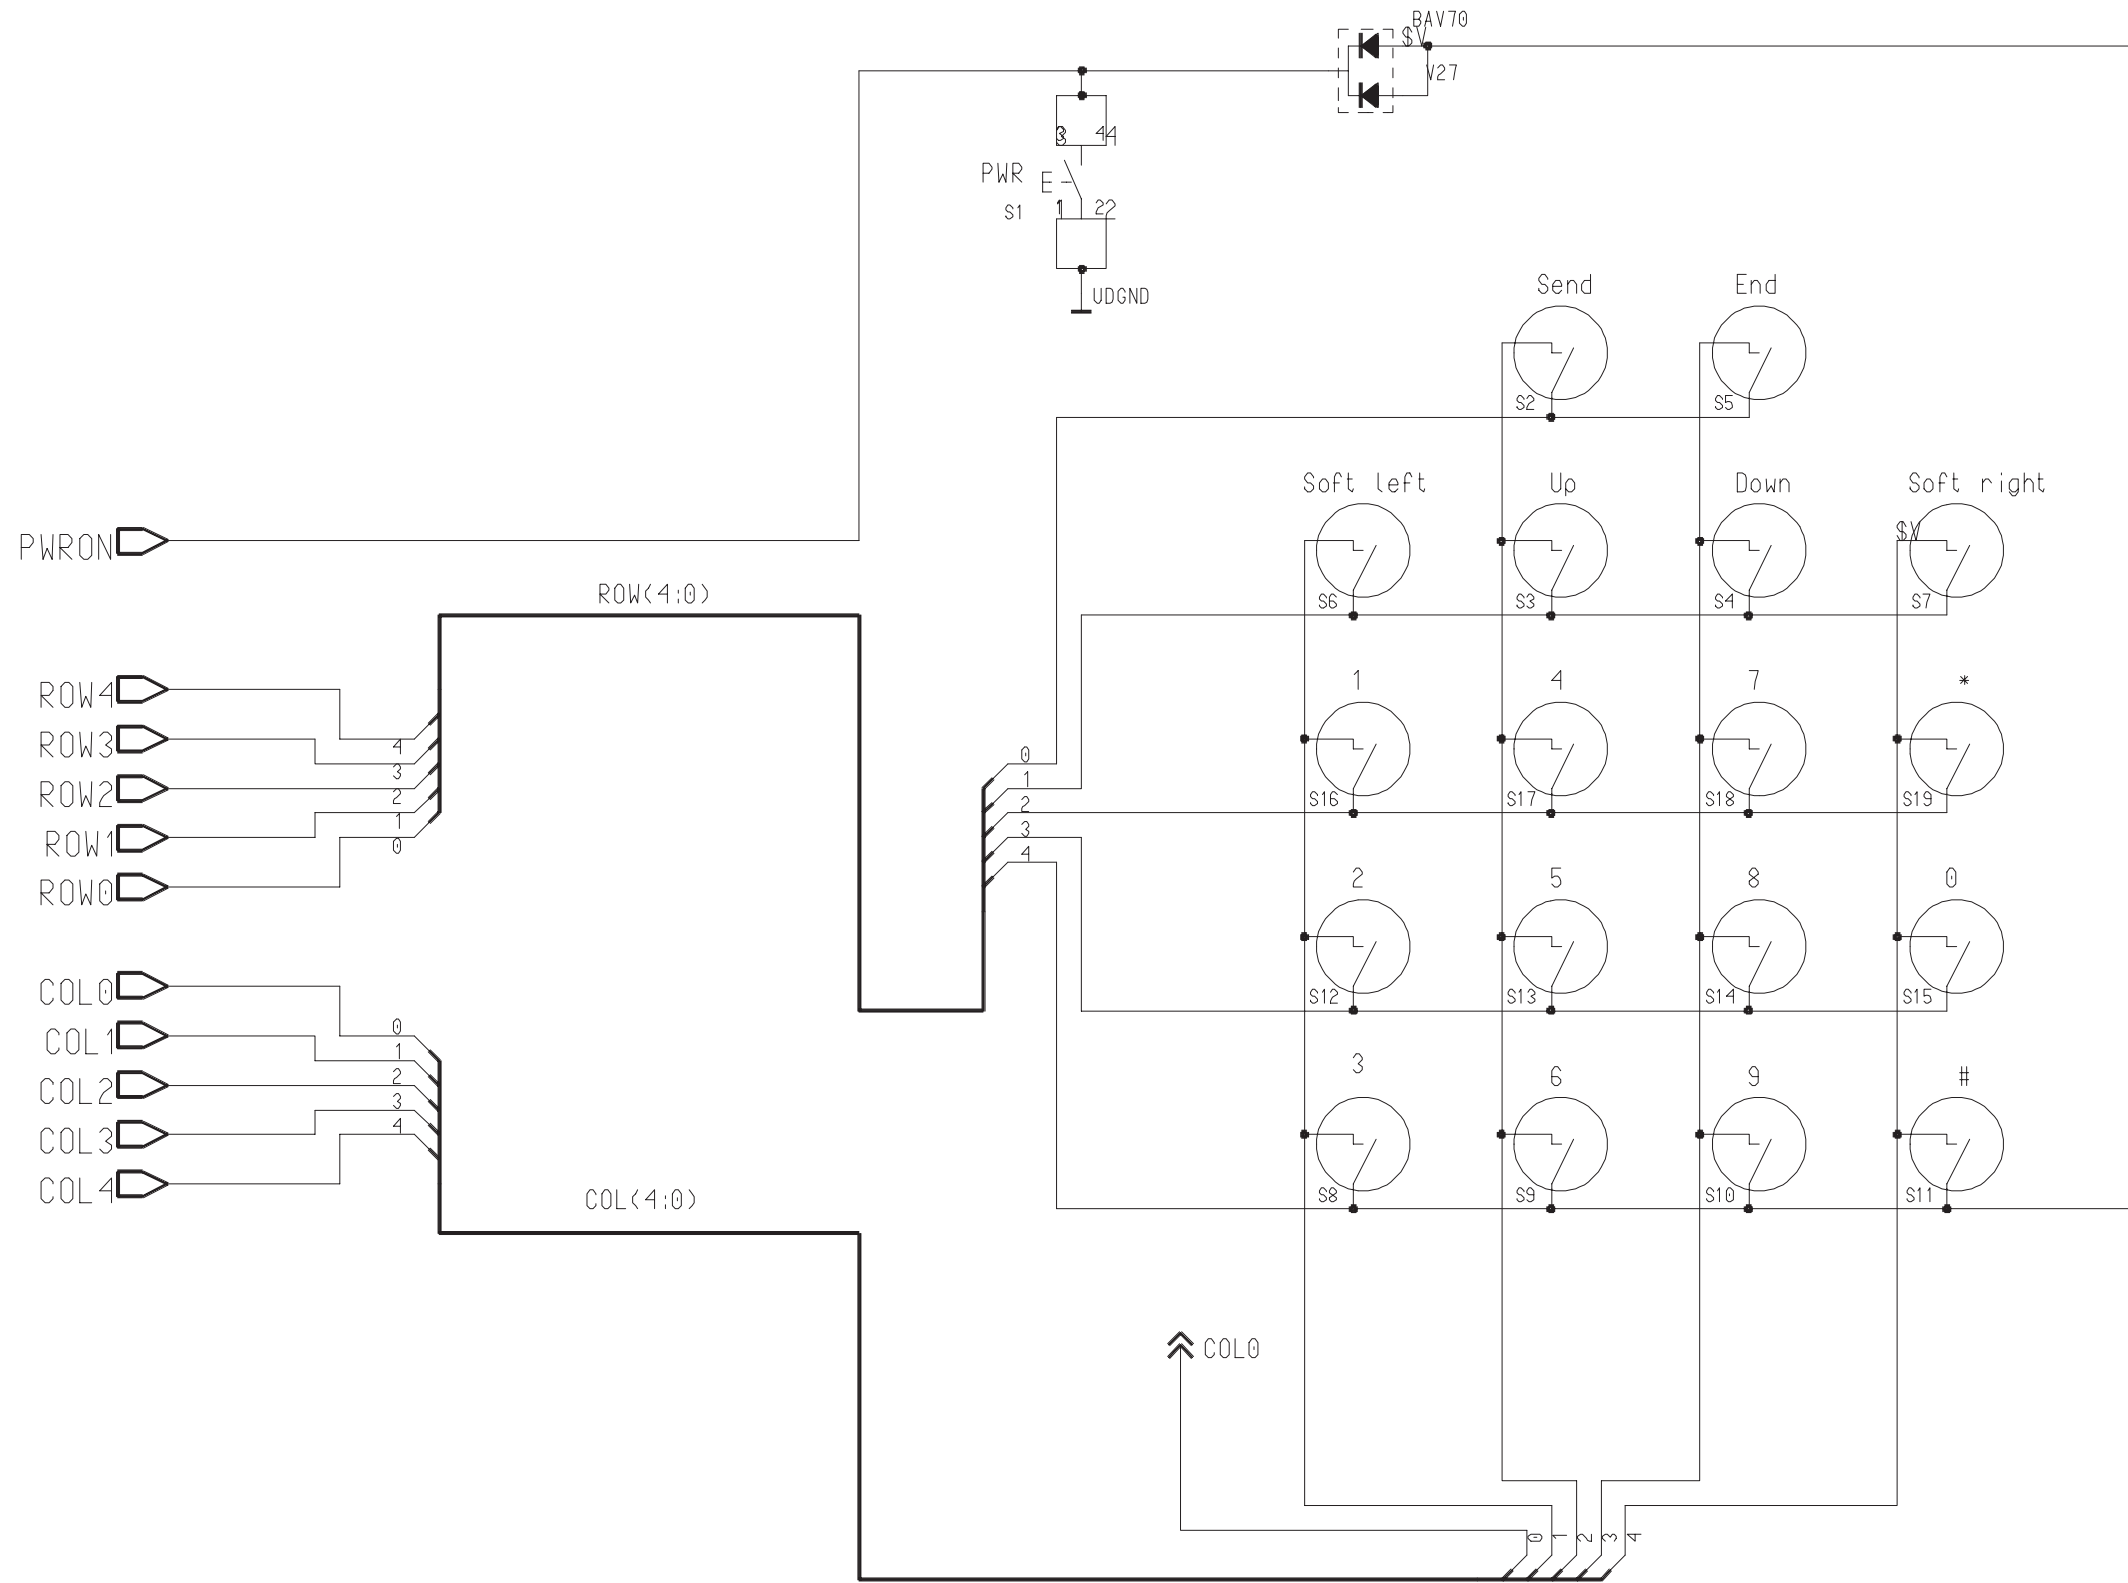 BAV70
$V
V27
3 44
PWR E
S1 1 22
UDGND
Send End
S2 S5
Soft left Up Down Soft right
$V
PWRON
ROW(4:0)
S6 S3 S4 S7
ROW4
1 4 7 *
ROW3 4
ROW2 3
0
1
2
S16 S17 S18 S19
2
ROW1 1
3
0
4
ROW0
2 5 8 0
COL0
S12 S13 S14 S15
0
COL1 1
3 6 9 #
COL2 2
3
COL3 4
COL4
COL(4:0)
S8 S9 S10 S11
COL0
0 1 2 3 4